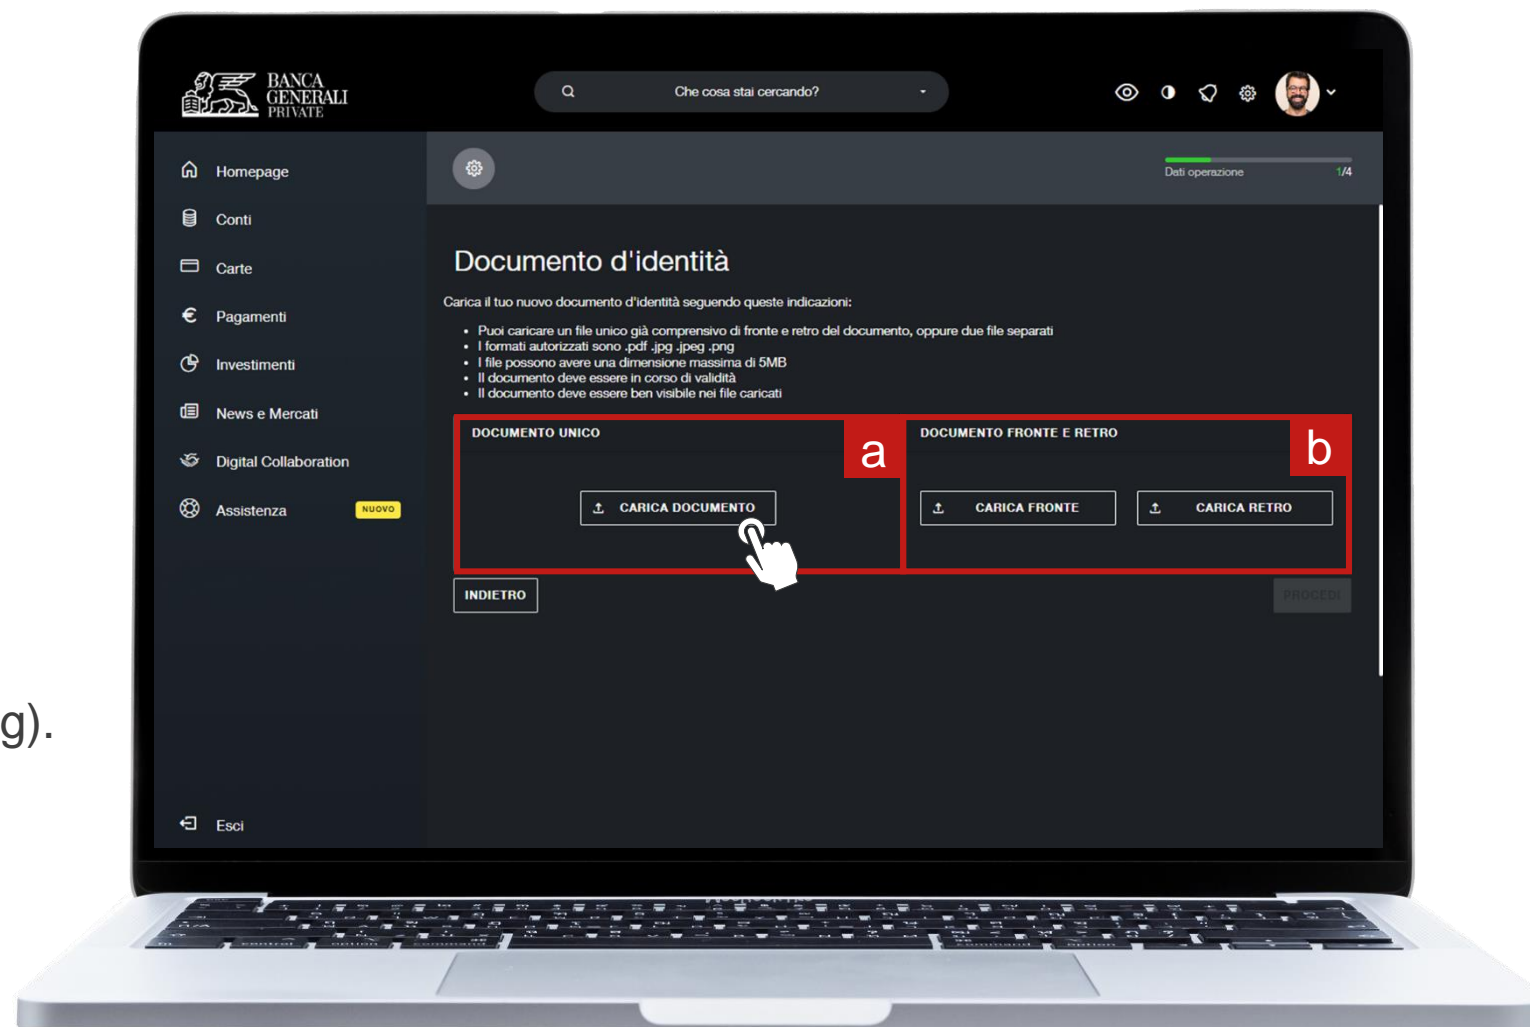 BANCA
GENERALI
PRIVATE
Che cosa stai cercando?
Homepage
Conti
Carte
Pagamenti
Investimenti
News e Mercati
Digital Collaboration
Assistenza
NUOVO
Esci
Dati operazione
1/4
Documento d'identità
Carica il tuo nuovo documento d'identità seguendo queste indicazioni:
• Puoi caricare un file unico già comprensivo di fronte e retro del documento, oppure due file separati
• I formati autorizzati sono .pdf .jpg .jpeg .png
• I file possono avere una dimensione massima di 5MB
• Il documento deve essere in corso di validità
• Il documento deve essere ben visibile nei file caricati
DOCUMENTO UNICO
a
CARICA DOCUMENTO
DOCUMENTO FRONTE E RETRO
b
CARICA FRONTE
CARICA RETRO
INDIETRO
PROCEDI
g).
control
option
command
command
option